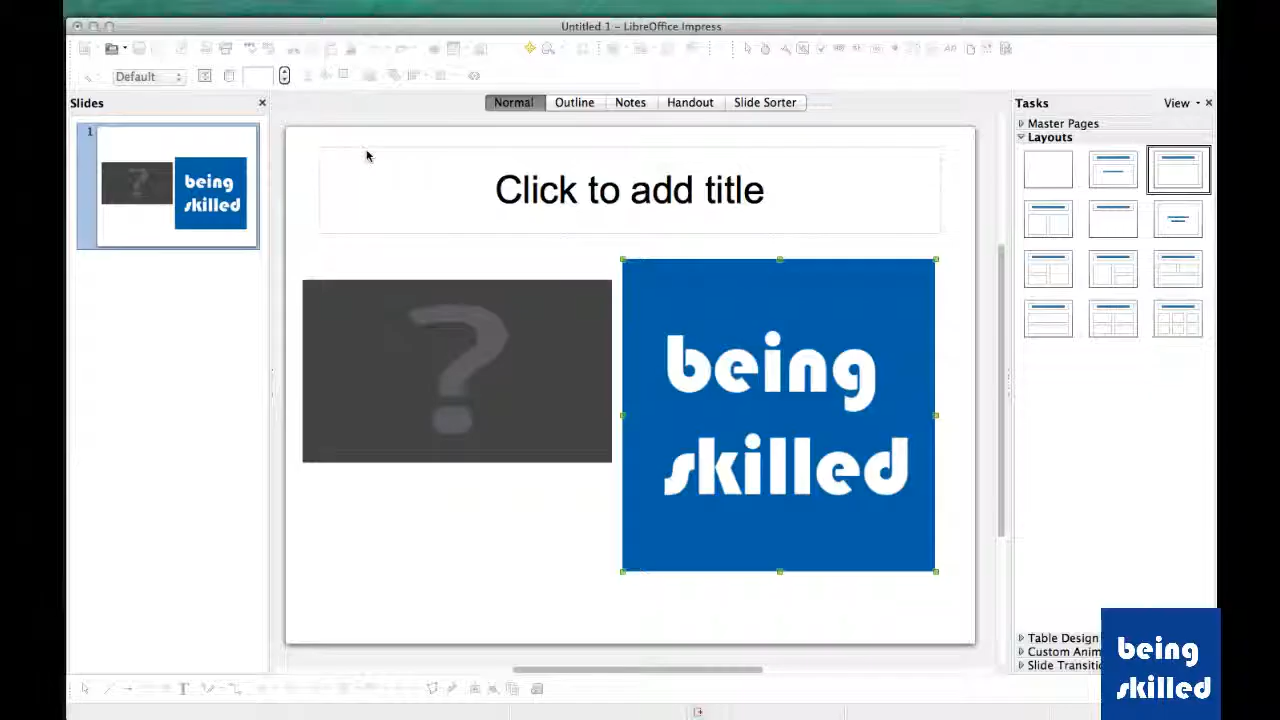 Untitled 1 – LibreOffice Impress
Default
Slides
Normal
Outline
Notes
Handout
Slide Sorter
Tasks
View
Master Pages
Layouts
1
?
being
skilled
Click to add title
?
being
skilled
Table Design
Custom Anim
Slide Transiti
being
skilled